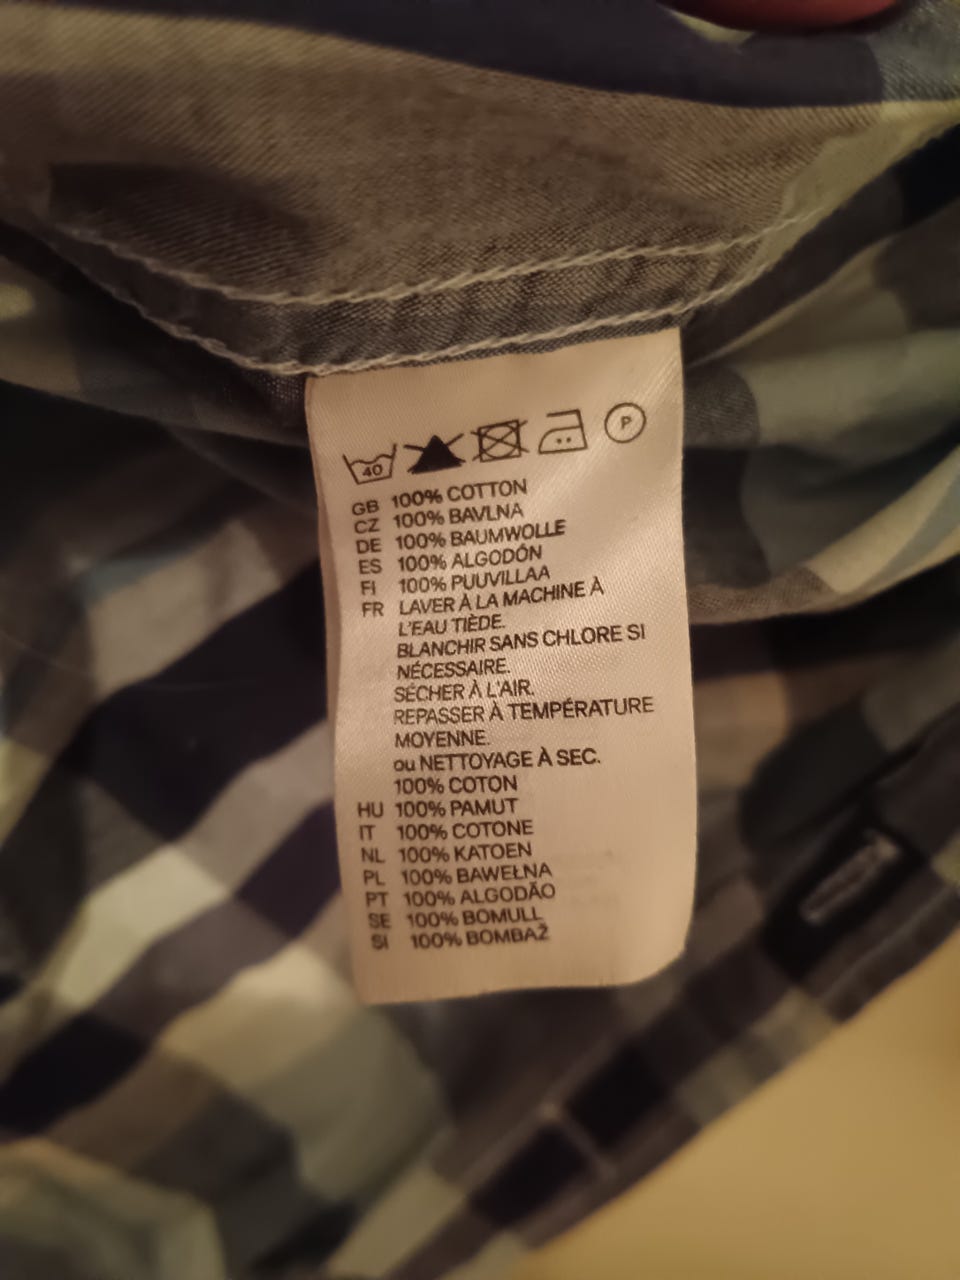 40 P
GB 100% COTTON
CZ 100% BAVLNA
DE 100% BAUMWOLLE
ES 100% ALGODÓN
FI 100% PUUVILLAA
FR LAVER À LA MACHINE À
L'EAU TIÈDE.
BLANCHIR SANS CHLORE SI
NÉCESSAIRE.
SÉCHER À L'AIR.
REPASSER À TEMPÉRATURE
MOYENNE.
ou NETTOYAGE À SEC.
100% COTON
HU 100% PAMUT
IT 100% COTONE
NL 100% KATOEN
PL 100% BAWEŁNA
PT 100% ALGODÃO
SE 100% BOMULL
SI 100% BOMBAŽ